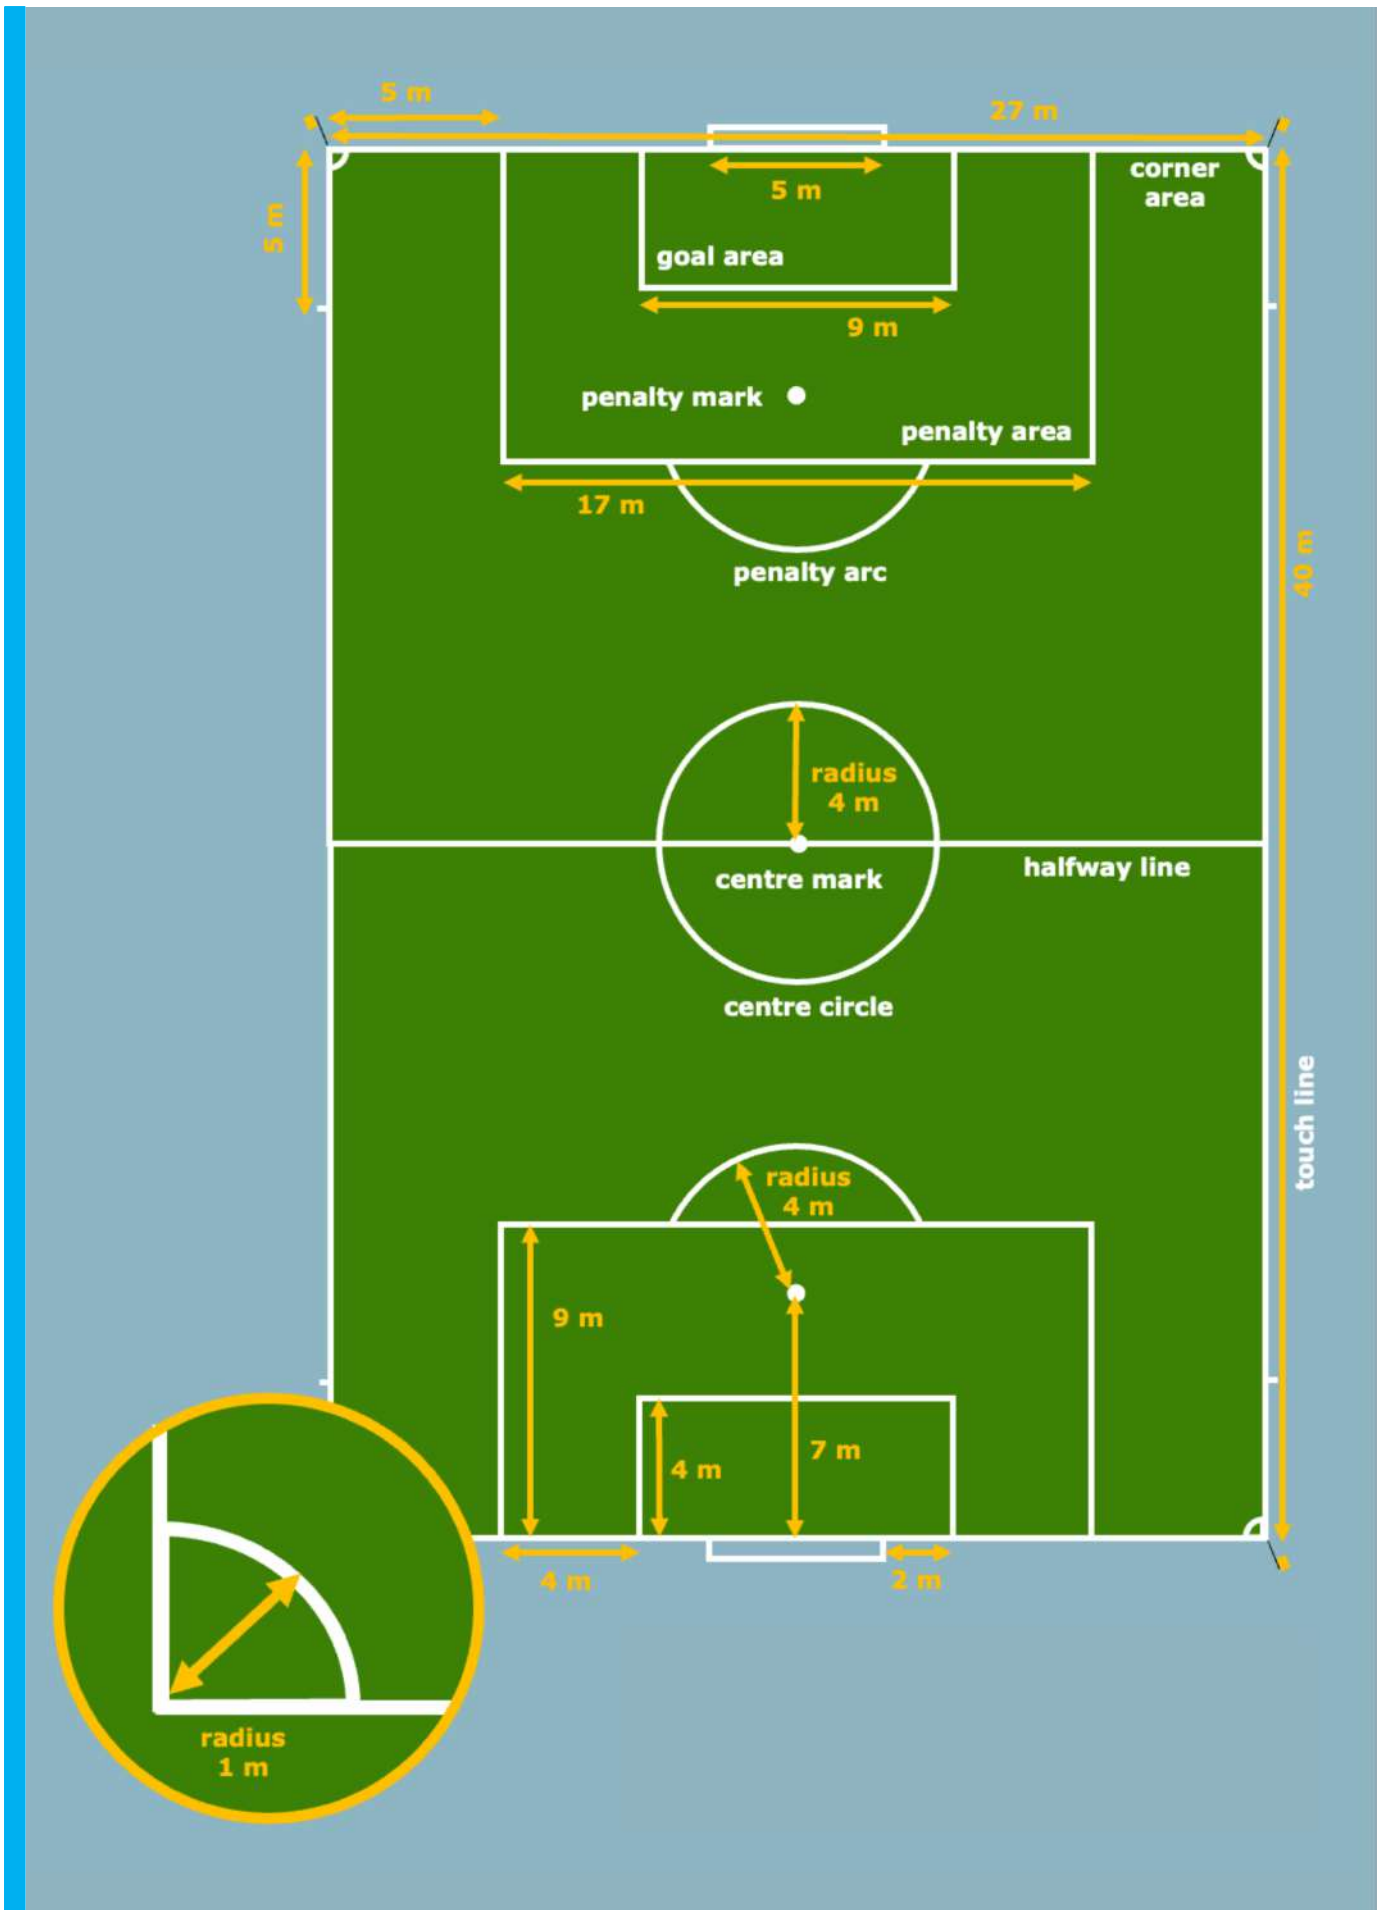 5 m
27 m
5 m
corner
area
5 m
goal area
9 m
penalty mark
penalty area
17 m
penalty arc
40 m
radius
4 m
centre mark
halfway line
centre circle
touch line
radius
4 m
9 m
7 m
4 m
4 m
2 m
radius
1 m